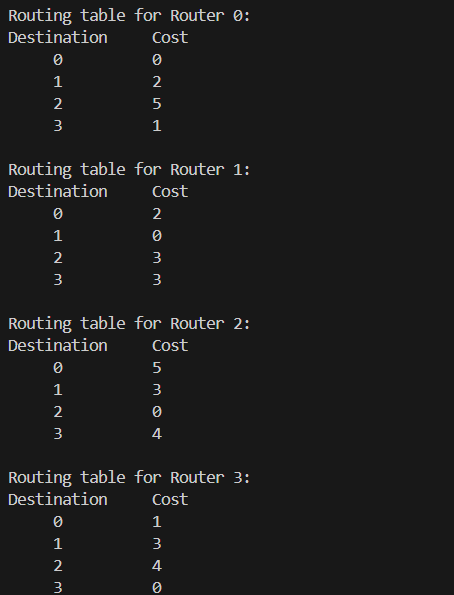 Routing table for Router 0:
Destination     Cost
     0          0
     1          2
     2          5
     3          1

Routing table for Router 1:
Destination     Cost
     0          2
     1          0
     2          3
     3          3

Routing table for Router 2:
Destination     Cost
     0          5
     1          3
     2          0
     3          4

Routing table for Router 3:
Destination     Cost
     0          1
     1          3
     2          4
     3          0